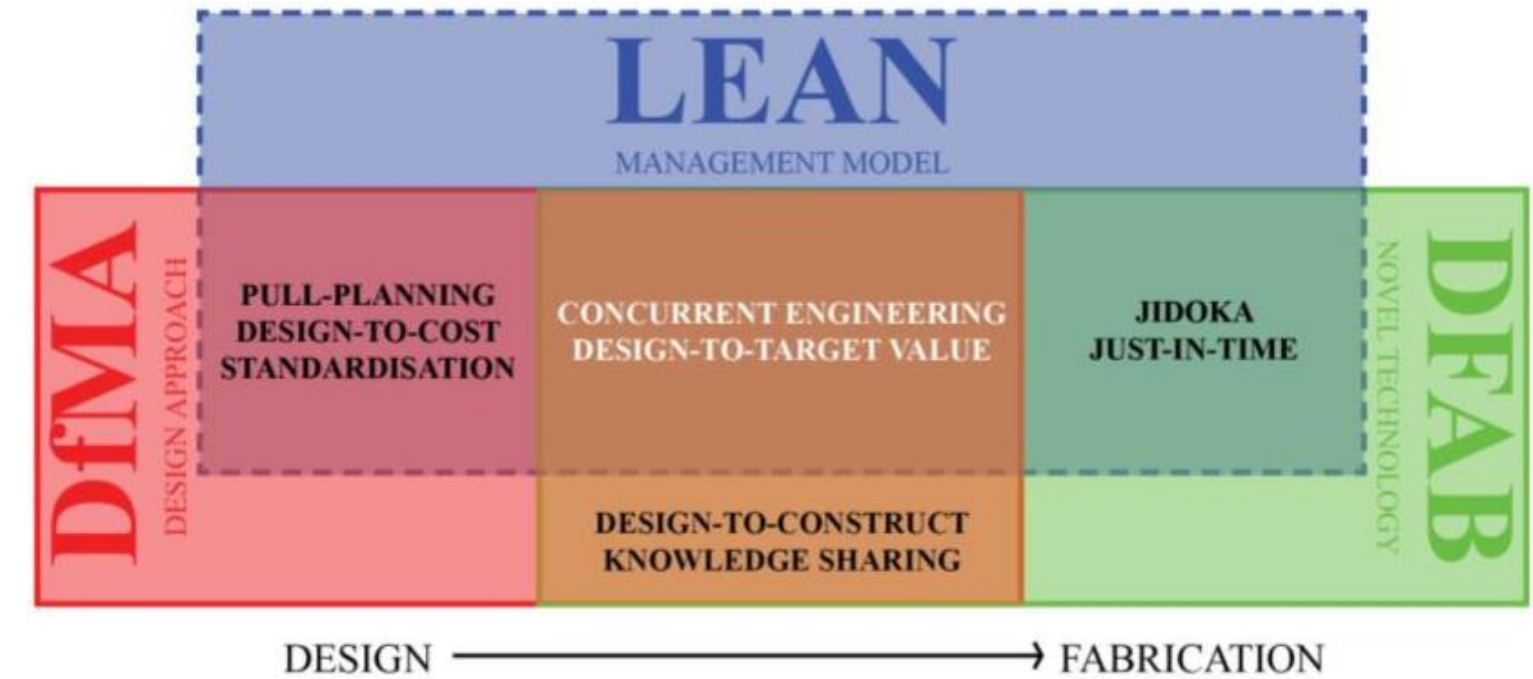 LEAN
MANAGEMENT MODEL
DfMA
DESIGN APPROACH
PULL-PLANNING
DESIGN-TO-COST
STANDARDISATION
CONCURRENT ENGINEERING
DESIGN-TO-TARGET VALUE
JIDOKA
JUST-IN-TIME
NOVEL TECHNOLOGY
DFAB
DESIGN-TO-CONSTRUCT
KNOWLEDGE SHARING
DESIGN
FABRICATION